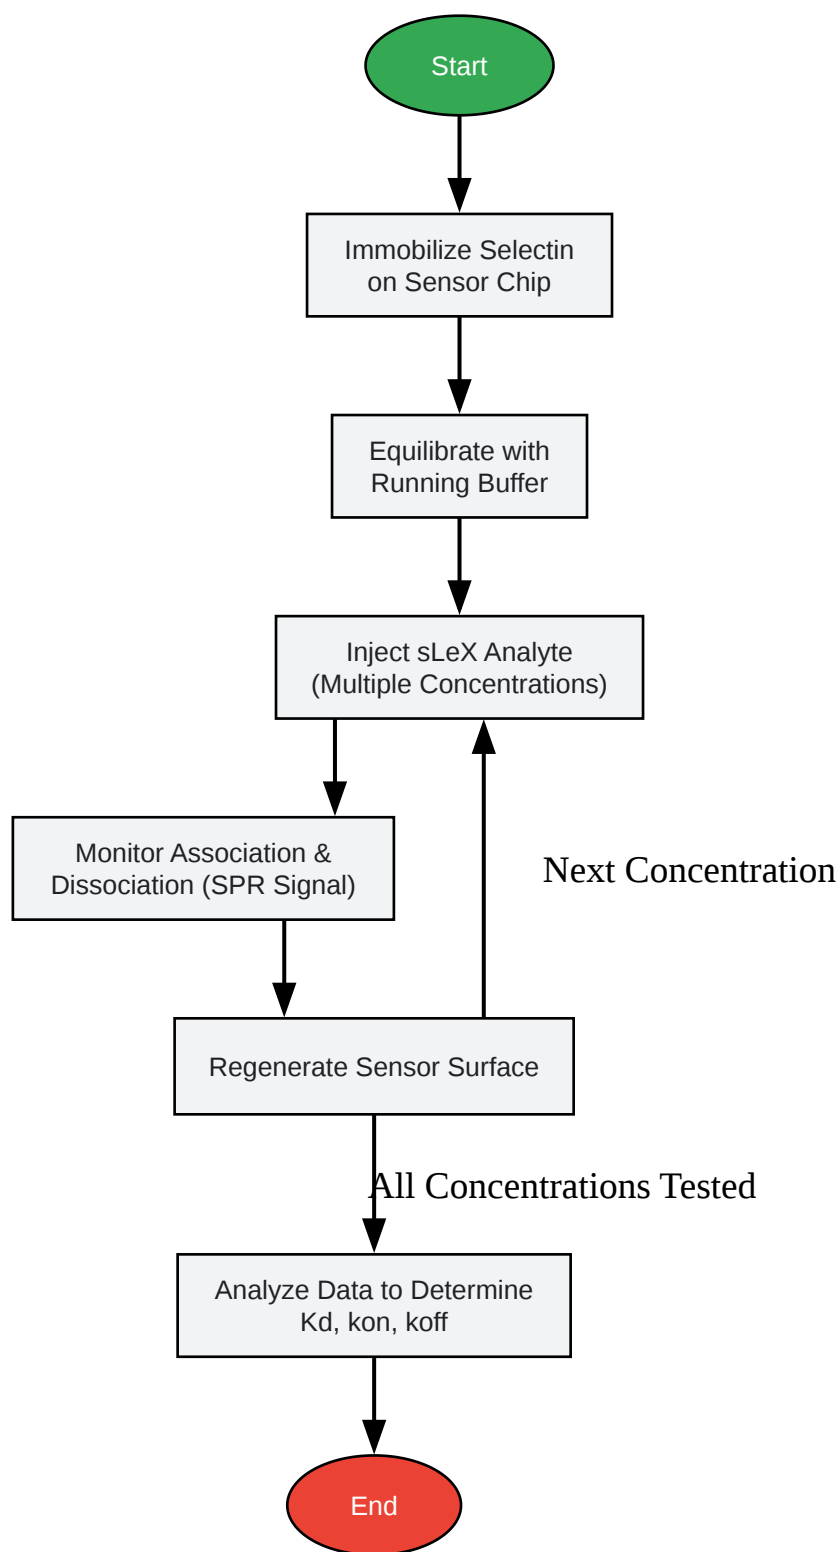 Start
Immobilize Selectin
on Sensor Chip
Equilibrate with
Running Buffer
Inject sLeX Analyte
(Multiple Concentrations)
Monitor Association &
Dissociation (SPR Signal)
Next Concentration
Regenerate Sensor Surface
All Concentrations Tested
Analyze Data to Determine
Kd, kon, koff
End